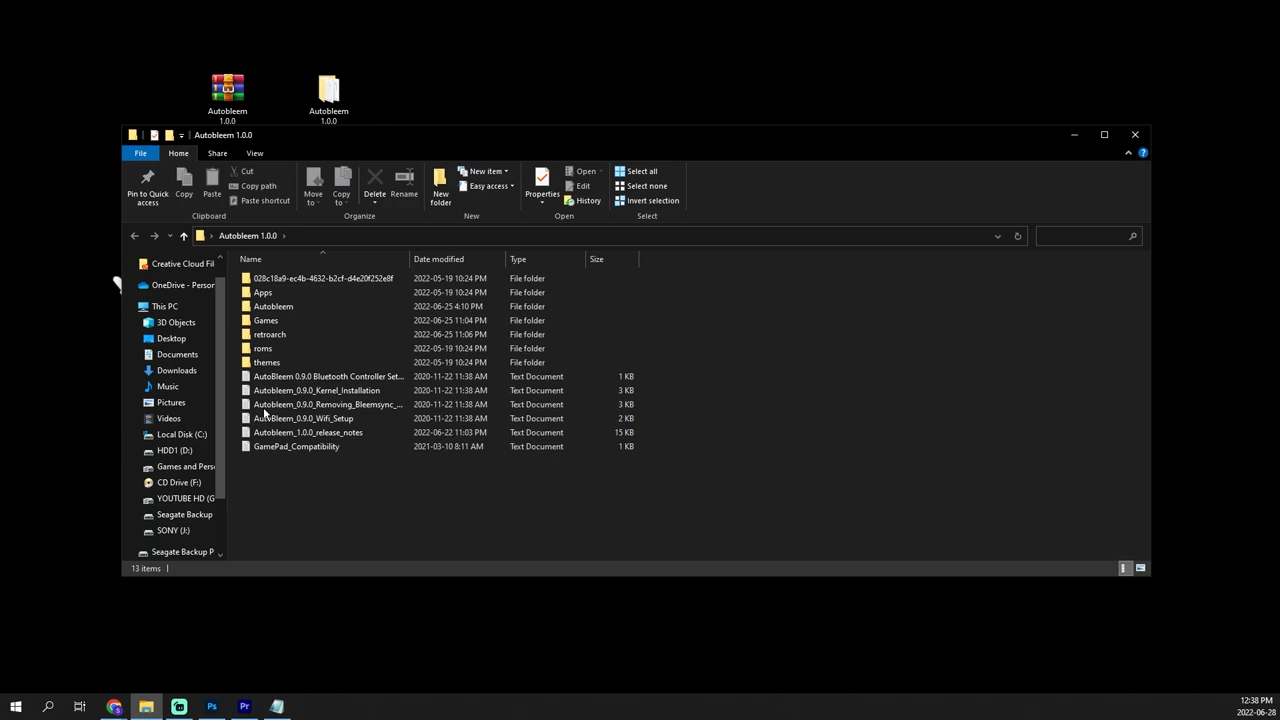 Autobleem
1.0.0
Autobleem
1.0.0
Autobleem 1.0.0
File
Home
Share
View
Pin to Quick
access
Copy
Paste
Cut
Copy path
Paste shortcut
Clipboard
Move
to
Copy
to
Delete
Rename
Organize
New
folder
New item
Easy access
New
Properties
Open
Edit
History
Open
Select all
Select none
Invert selection
Select
Autobleem 1.0.0
Name
Date modified
Type
Size
Creative Cloud Fil
OneDrive - Person
This PC
3D Objects
Desktop
Documents
Downloads
Music
Pictures
Videos
Local Disk (C:)
HDD1 (D:)
Games and Perso
CD Drive (F:)
YOUTUBE HD (G
Seagate Backup
SONY (J:)
Seagate Backup P
028c18a9-ec4b-4632-b2cf-d4e20f252e8f 2022-05-19 10:24 PM File folder
Apps 2022-05-19 10:24 PM File folder
Autobleem 2022-06-25 4:10 PM File folder
Games 2022-06-25 11:04 PM File folder
retroarch 2022-06-25 11:06 PM File folder
roms 2022-05-19 10:24 PM File folder
themes 2022-05-19 10:24 PM File folder
AutoBleem 0.9.0 Bluetooth Controller Set... 2020-11-22 11:38 AM Text Document 1 KB
Autobleem_0.9.0_Kernel_Installation 2020-11-22 11:38 AM Text Document 3 KB
Autobleem_0.9.0_Removing_Bleemsync_... 2020-11-22 11:38 AM Text Document 3 KB
AutoBleem_0.9.0_Wifi_Setup 2020-11-22 11:38 AM Text Document 2 KB
Autobleem_1.0.0_release_notes 2022-06-22 11:03 PM Text Document 15 KB
GamePad_Compatibility 2021-03-10 8:11 AM Text Document 1 KB
13 items
12:38 PM
2022-06-28